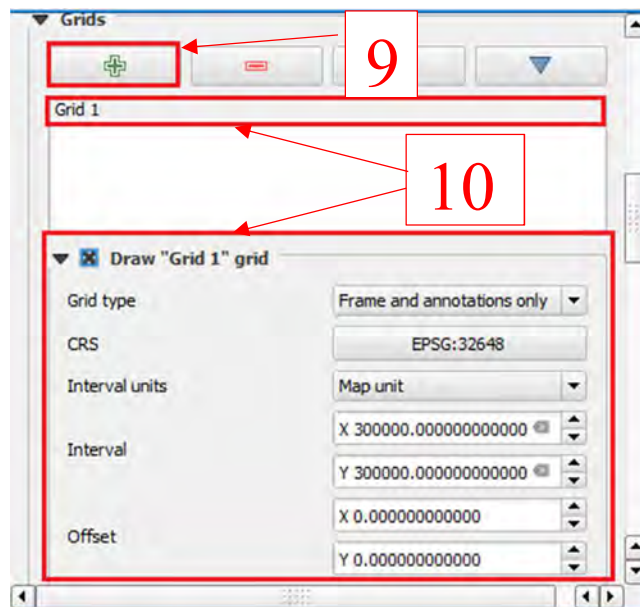 Grids
9
Grid 1
10
Draw "Grid 1" grid
Grid type Frame and annotations only
CRS EPSG:32648
Interval units Map unit
Interval
X 300000.000000000000
Y 300000.000000000000
Offset
X 0.000000000000
Y 0.000000000000